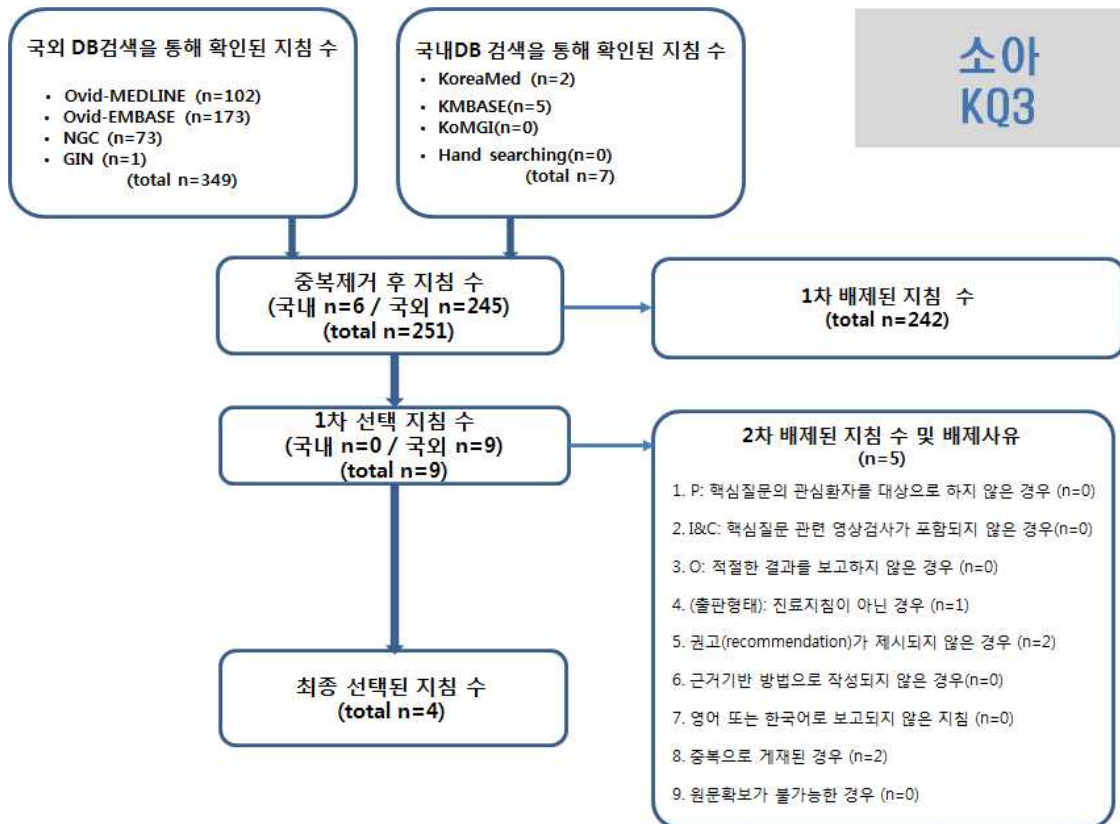 국외 DB검색을 통해 확인된 지침 수
• Ovid-MEDLINE (n=102)
• Ovid-EMBASE (n=173)
• NGC (n=73)
• GIN (n=1)
(total n=349)
국내DB 검색을 통해 확인된 지침 수
• KoreaMed (n=2)
• KMBASE(n=5)
• KoMGI(n=0)
• Hand searching(n=0)
(total n=7)
소아
KQ3
중복제거 후 지침 수
(국내 n=6 / 국외 n=245)
(total n=251)
1차 배제된 지침 수
(total n=242)
1차 선택 지침 수
(국내 n=0 / 국외 n=9)
(total n=9)
2차 배제된 지침 수 및 배제사유
(n=5)
1. P: 핵심질문의 관심환자를 대상으로 하지 않은 경우 (n=0)
2. I&C: 핵심질문 관련 영상검사가 포함되지 않은 경우(n=0)
3. O: 적절한 결과를 보고하지 않은 경우 (n=0)
4. (출판형태): 진료지침이 아닌 경우 (n=1)
5. 권고(recommendation)가 제시되지 않은 경우 (n=2)
6. 근거기반 방법으로 작성되지 않은 경우(n=0)
7. 영어 또는 한국어로 보고되지 않은 지침 (n=0)
8. 중복으로 게재된 경우 (n=2)
9. 원문확보가 불가능한 경우 (n=0)
최종 선택된 지침 수
(total n=4)